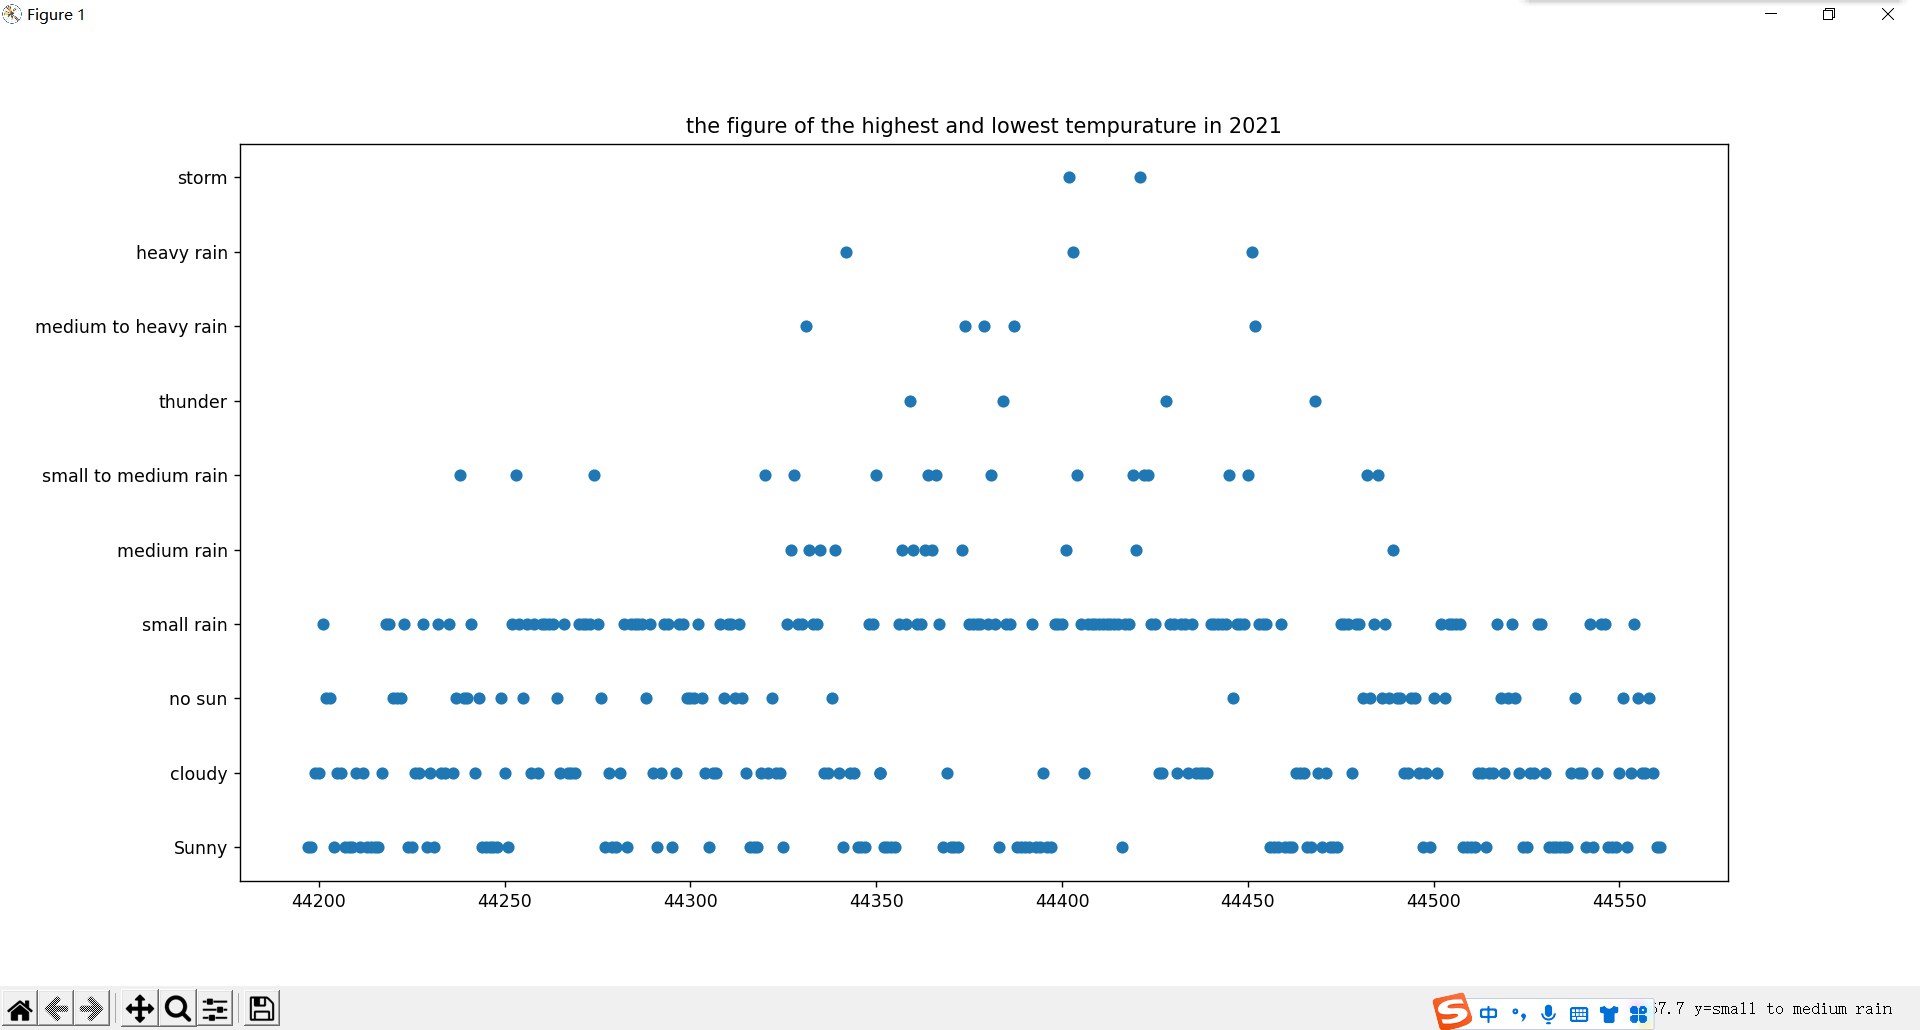 Figure 1
the figure of the highest and lowest tempurature in 2021
storm
heavy rain
medium to heavy rain
thunder
small to medium rain
medium rain
small rain
no sun
cloudy
Sunny
44200 44250 44300 44350 44400 44450 44500 44550
S 中 57.7 y=small to medium rain